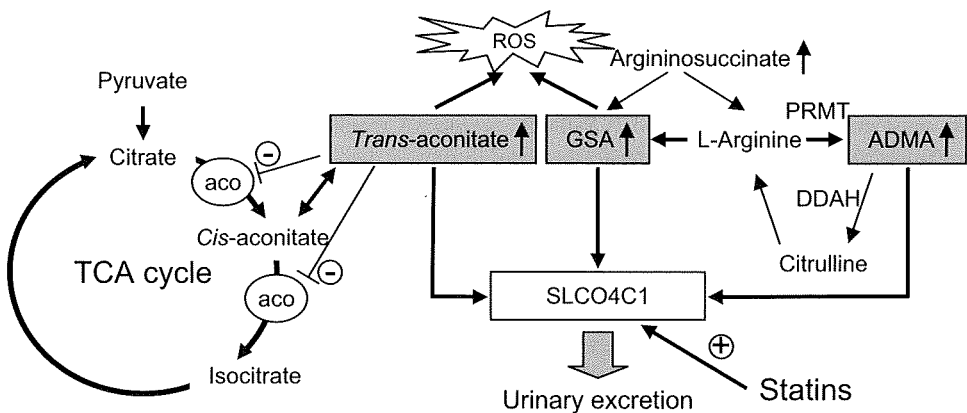 ROS
Argininosuccinate
Pyruvate
PRMT
Trans-aconitate
GSA
L-Arginine
ADMA
Citrate
aco
−
DDAH
Cis-aconitate
TCA cycle
aco
−
Citrulline
SLCO4C1
Isocitrate
+
Statins
Urinary excretion